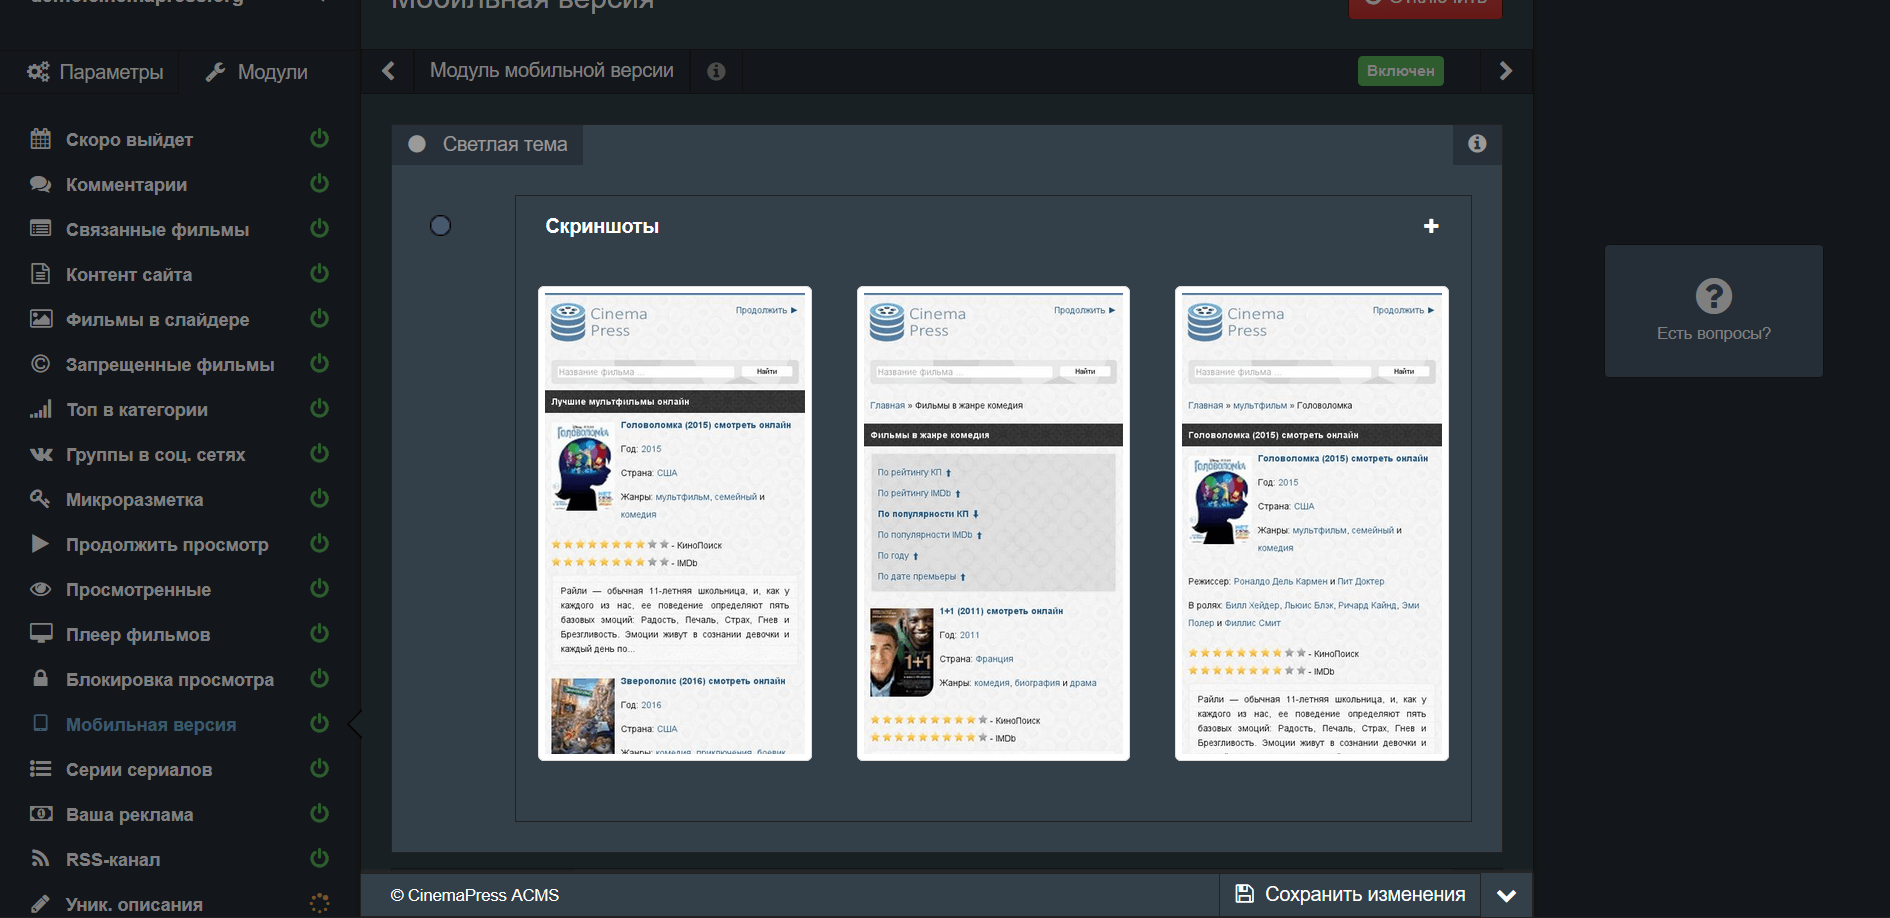 demo.cinemapress.org
Параметры
Модули
Скоро выйдет
Комментарии
Связанные фильмы
Контент сайта
Фильмы в слайдере
Запрещенные фильмы
Топ в категории
Группы в соц. сетях
Микроразметка
Продолжить просмотр
Просмотренные
Плеер фильмов
Блокировка просмотра
Мобильная версия
Серии сериалов
Ваша реклама
RSS-канал
Уник. описания
Мобильная версия
Отключить
Модуль мобильной версии
Включен
Светлая тема
Скриншоты
Cinema
Press
Продолжить ►
Название фильма ...
Найти
Лучшие мультфильмы онлайн
Головоломка (2015) смотреть онлайн
Год: 2015
Страна: США
Жанры: мультфильм, семейный и
комедия
- КиноПоиск
- IMDb
Райли — обычная 11-летняя школьница, и, как у
каждого из нас, ее поведение определяют пять
базовых эмоций: Радость, Печаль, Страх, Гнев и
Брезгливость. Эмоции живут в сознании девочки и
каждый день по...
Зверополис (2016) смотреть онлайн
Год: 2016
Страна: США
Жанры: комедия, приключения, боевик,
Cinema
Press
Продолжить ►
Название фильма ...
Найти
Главная » Фильмы в жанре комедия
Фильмы в жанре комедия
По рейтингу КП
По рейтингу IMDb
По популярности КП
По популярности IMDb
По году
По дате премьеры
1+1 (2011) смотреть онлайн
Год: 2011
Страна: Франция
Жанры: комедия, биография и драма
1+1
- КиноПоиск
- IMDb
Cinema
Press
Продолжить ►
Название фильма ...
Найти
Главная » мультфильм » Головоломка
Головоломка (2015) смотреть онлайн
Головоломка
Год: 2015
Страна: США
Жанры: мультфильм, семейный и
комедия
Режиссер: Роналдо Дель Кармен и Пит Доктер
В ролях: Билл Хейдер, Льюис Блэк, Ричард Кайнд, Эми
Полер и Филлис Смит
- КиноПоиск
- IMDb
Райли — обычная 11-летняя школьница, и, как у
каждого из нас, ее поведение определяют пять
базовых эмоций: Радость, Печаль, Страх, Гнев и
Брезгливость. Эмоции живут в сознании девочки и
Есть вопросы?
© CinemaPress ACMS
Сохранить изменения